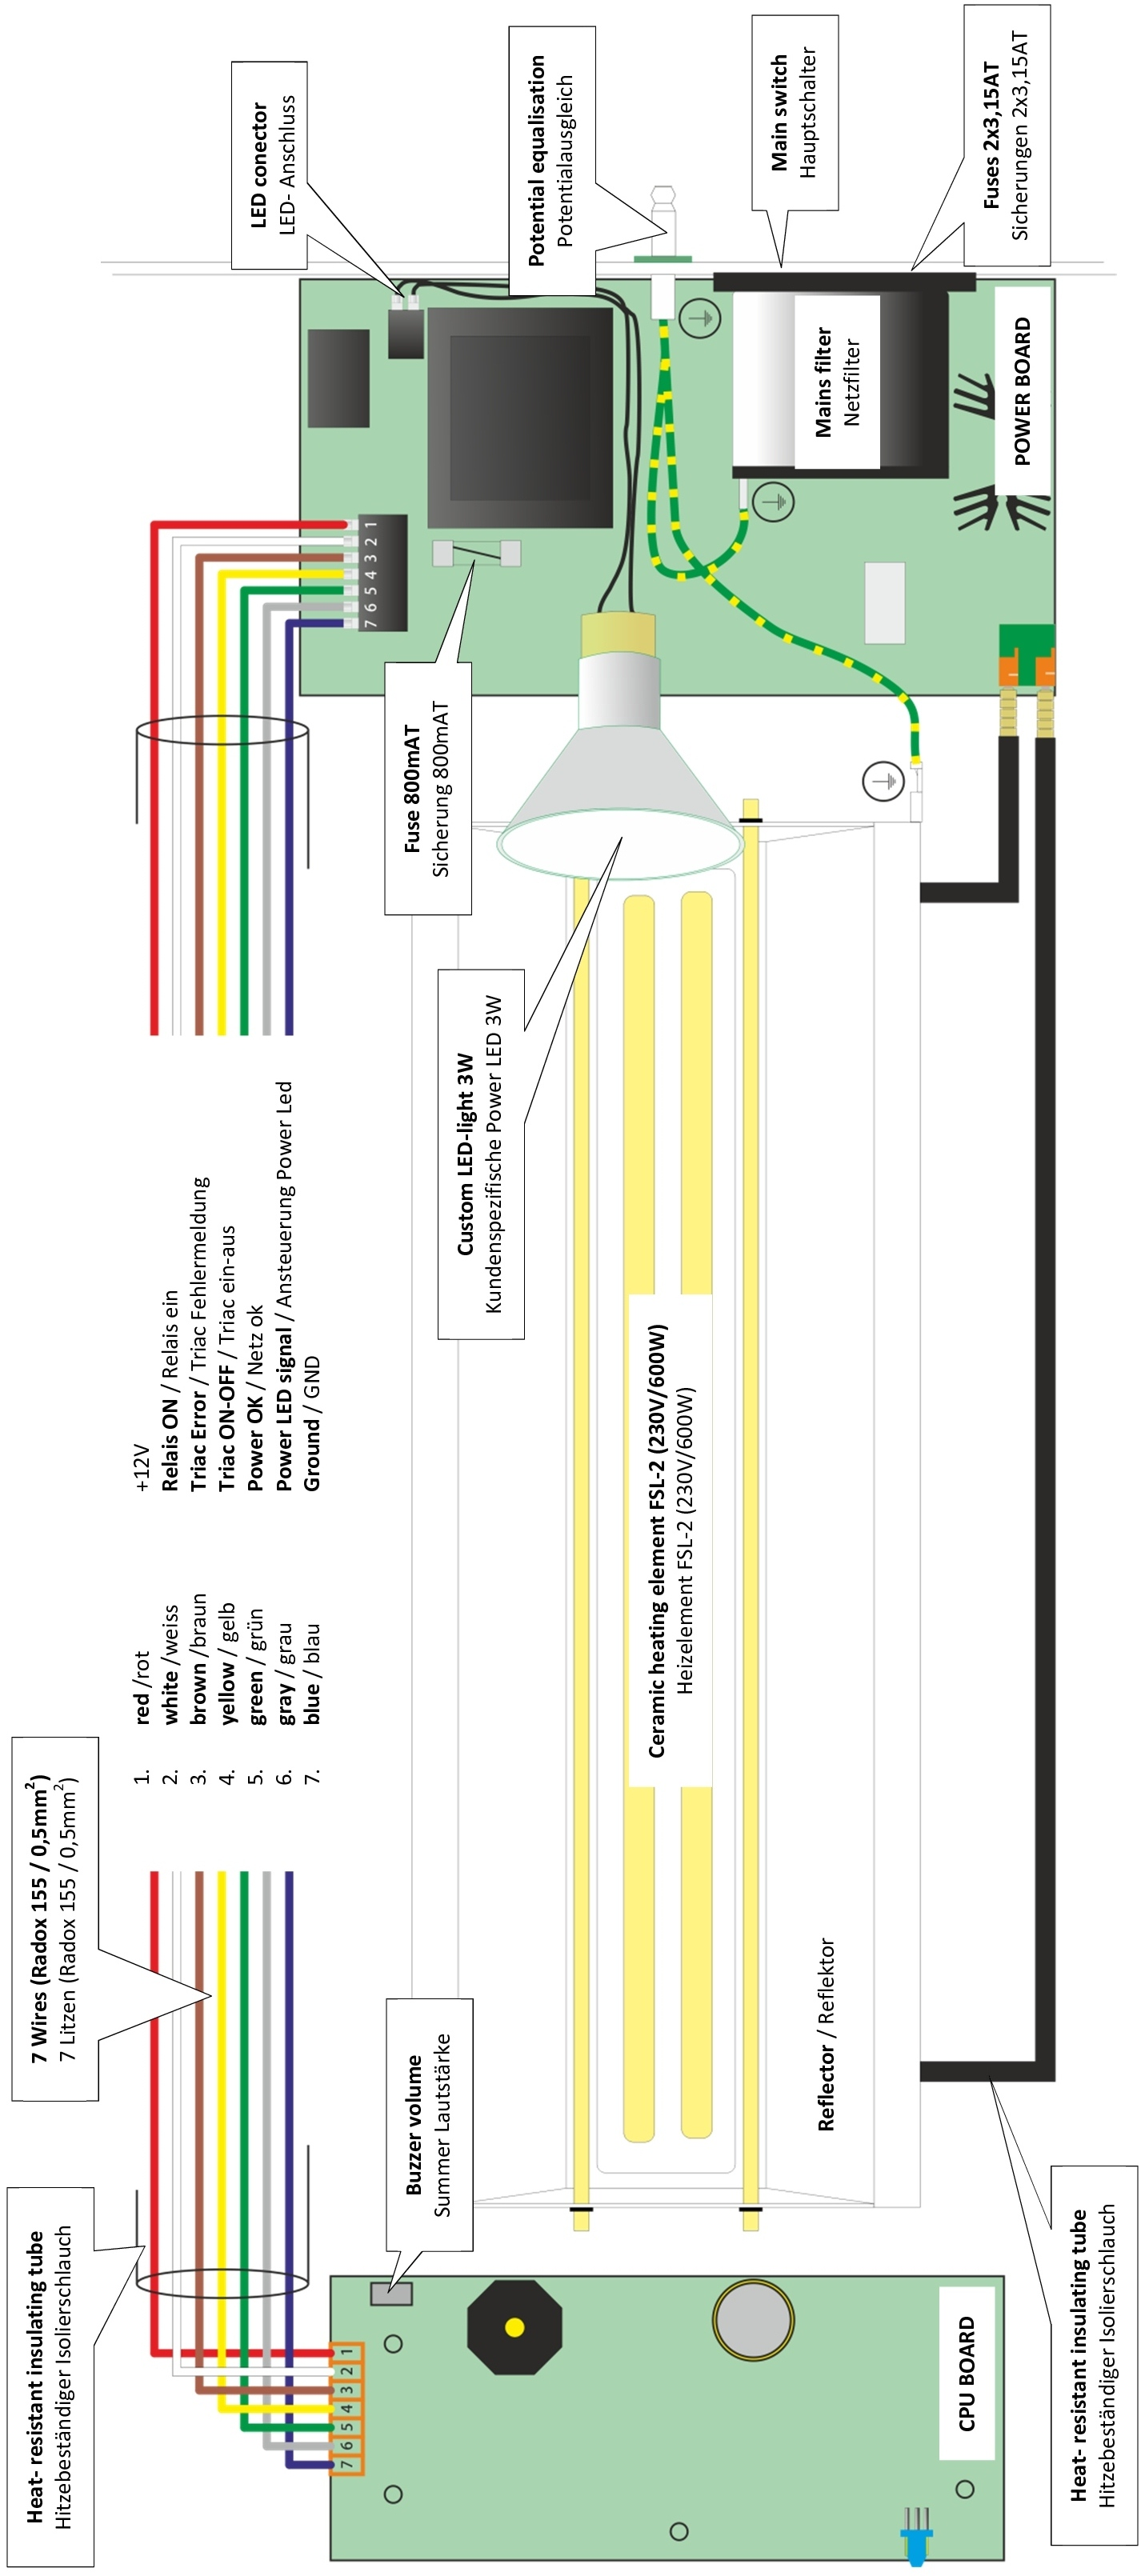 Heat- resistant insulating tube
Hitzebeständiger Isolierschlauch
7 Wires (Radox 155 / 0,5mm²)
7 Litzen (Radox 155 / 0,5mm²)
1. red /rot +12V
2. white /weiss Relais ON / Relais ein
3. brown /braun Triac Error / Triac Fehlermeldung
4. yellow / gelb Triac ON-OFF / Triac ein-aus
5. green / grün Power OK / Netz ok
6. gray / grau Power LED signal / Ansteuerung Power Led
7. blue / blau Ground / GND
LED conector
LED- Anschluss
7 6 5 4 3 2 1
7 6 5 4 3 2 1
Buzzer volume
Summer Lautstärke
Fuse 800mAT
Sicherung 800mAT
Custom LED-light 3W
Kundenspezifische Power LED 3W
Potential equalisation
Potentialausgleich
Ceramic heating element FSL-2 (230V/600W)
Heizelement FSL-2 (230V/600W)
Main switch
Hauptschalter
Reflector / Reflektor
Mains filter
Netzfilter
CPU BOARD
POWER BOARD
Fuses 2x3,15AT
Sicherungen 2x3,15AT
Heat- resistant insulating tube
Hitzebeständiger Isolierschlauch